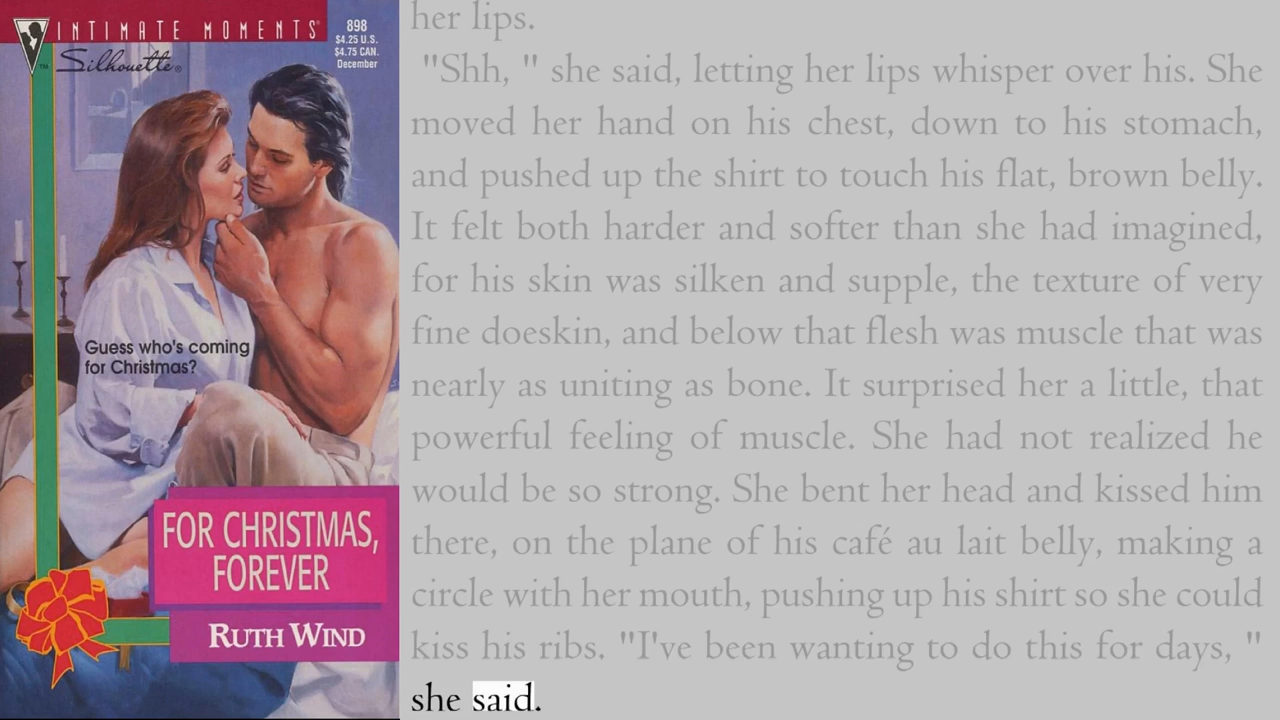 INTIMATE MOMENTS®
898
$4.25 U.S.
$4.75 CAN.
December
™ Silhouette®
Guess who's coming
for Christmas?
FOR CHRISTMAS,
FOREVER
RUTH WIND
her lips.
"Shh, " she said, letting her lips whisper over his. She
moved her hand on his chest, down to his stomach,
and pushed up the shirt to touch his flat, brown belly.
It felt both harder and softer than she had imagined,
for his skin was silken and supple, the texture of very
fine doeskin, and below that flesh was muscle that was
nearly as uniting as bone. It surprised her a little, that
powerful feeling of muscle. She had not realized he
would be so strong. She bent her head and kissed him
there, on the plane of his café au lait belly, making a
circle with her mouth, pushing up his shirt so she could
kiss his ribs. "I've been wanting to do this for days, "
she said.